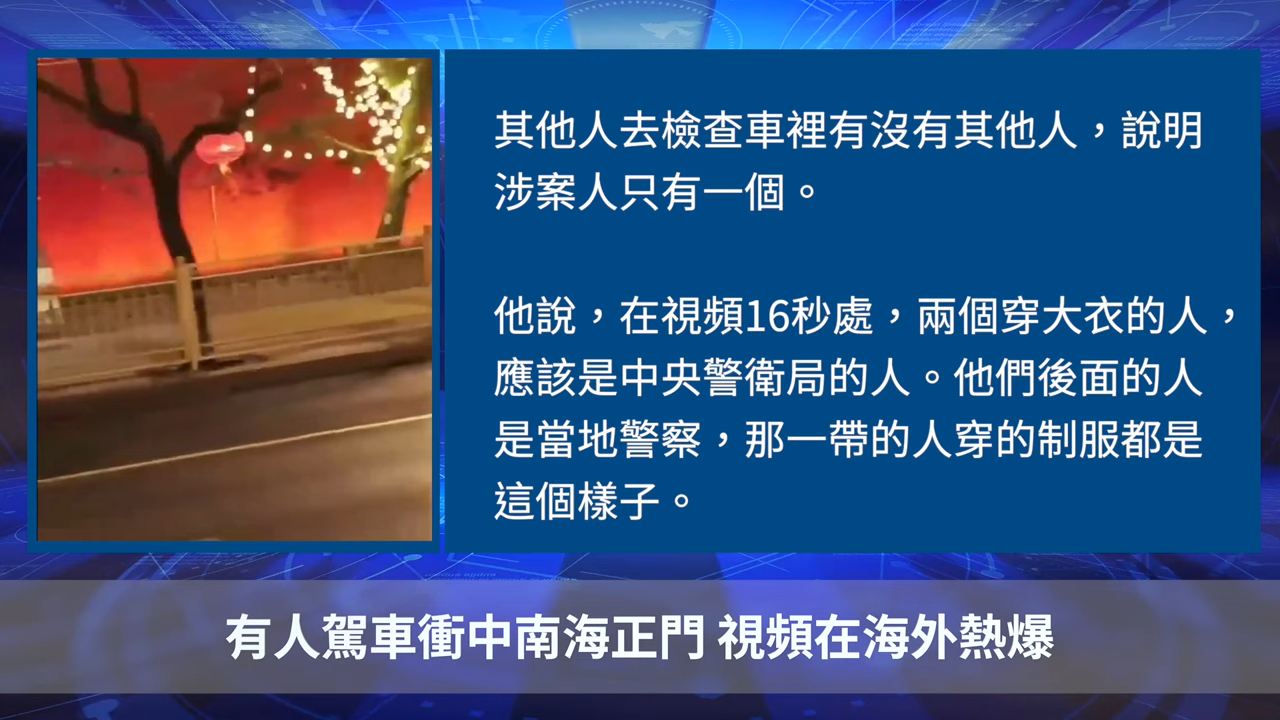 其他人去檢查車裡有沒有其他人，說明
涉案人只有一個。
他說，在視頻16秒處，兩個穿大衣的人，
應該是中央警衛局的人。他們後面的人
是當地警察，那一帶的人穿的制服都是
這個樣子。
有人駕車衝中南海正門 視頻在海外熱爆